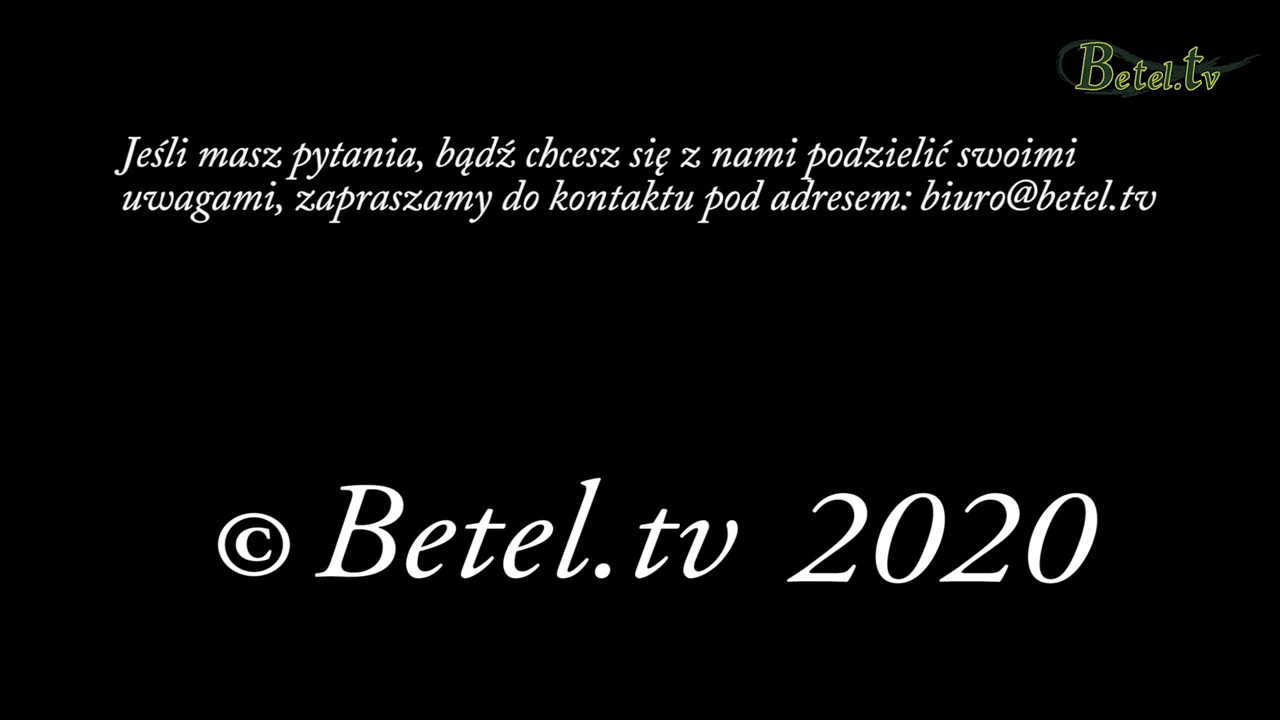 Betel.tv
Jeśli masz pytania, bądź chcesz się z nami podzielić swoimi
uwagami, zapraszamy do kontaktu pod adresem: biuro@betel.tv
© Betel.tv 2020